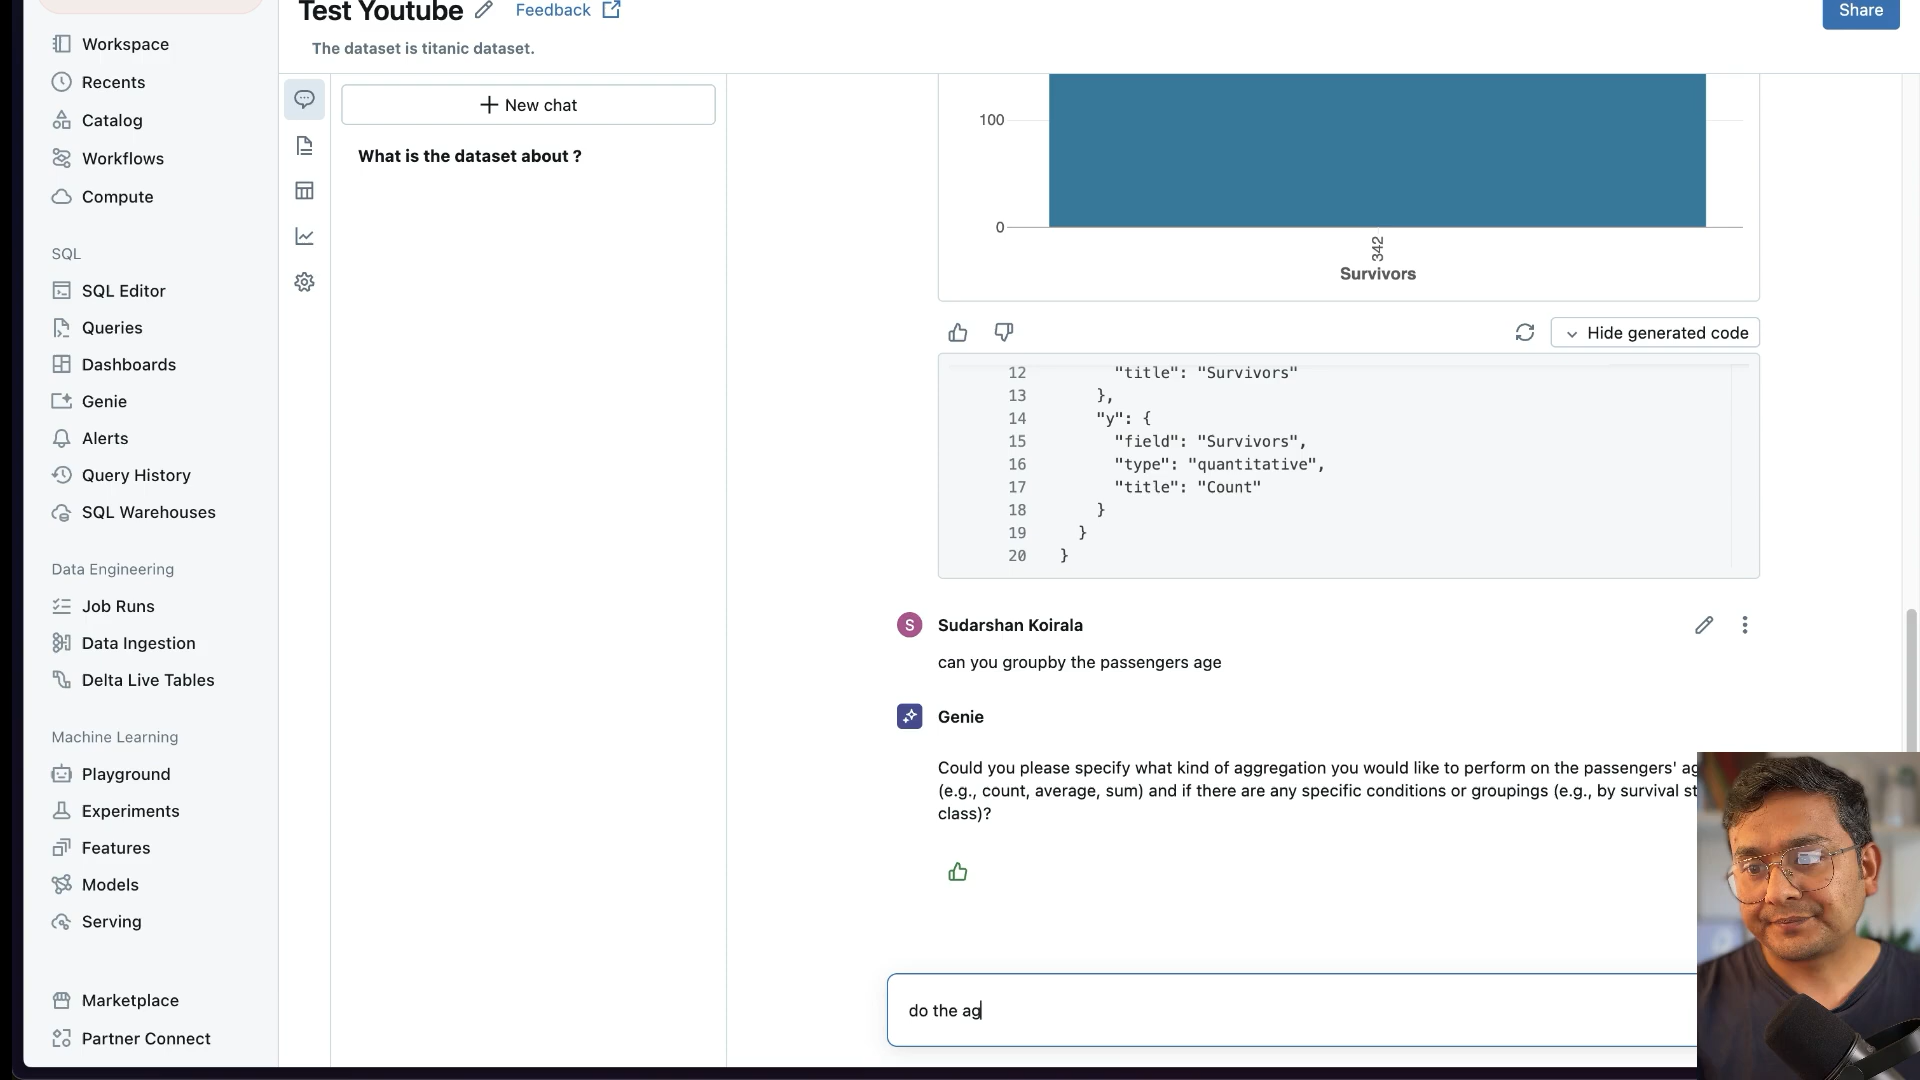 Test Youtube
Feedback
Share
The dataset is titanic dataset.
Workspace
Recents
Catalog
Workflows
Compute
SQL
SQL Editor
Queries
Dashboards
Genie
Alerts
Query History
SQL Warehouses
Data Engineering
Job Runs
Data Ingestion
Delta Live Tables
Machine Learning
Playground
Experiments
Features
Models
Serving
Marketplace
Partner Connect
New chat
What is the dataset about ?
100
0
342
Survivors
Hide generated code
12 "title": "Survivors"
13 },
14 "y": {
15 "field": "Survivors",
16 "type": "quantitative",
17 "title": "Count"
18 }
19 }
20 }
S Sudarshan Koirala
can you groupby the passengers age
Genie
Could you please specify what kind of aggregation you would like to perform on the passengers'
(e.g., count, average, sum) and if there are any specific conditions or groupings (e.g., by survival
class)?
do the ag